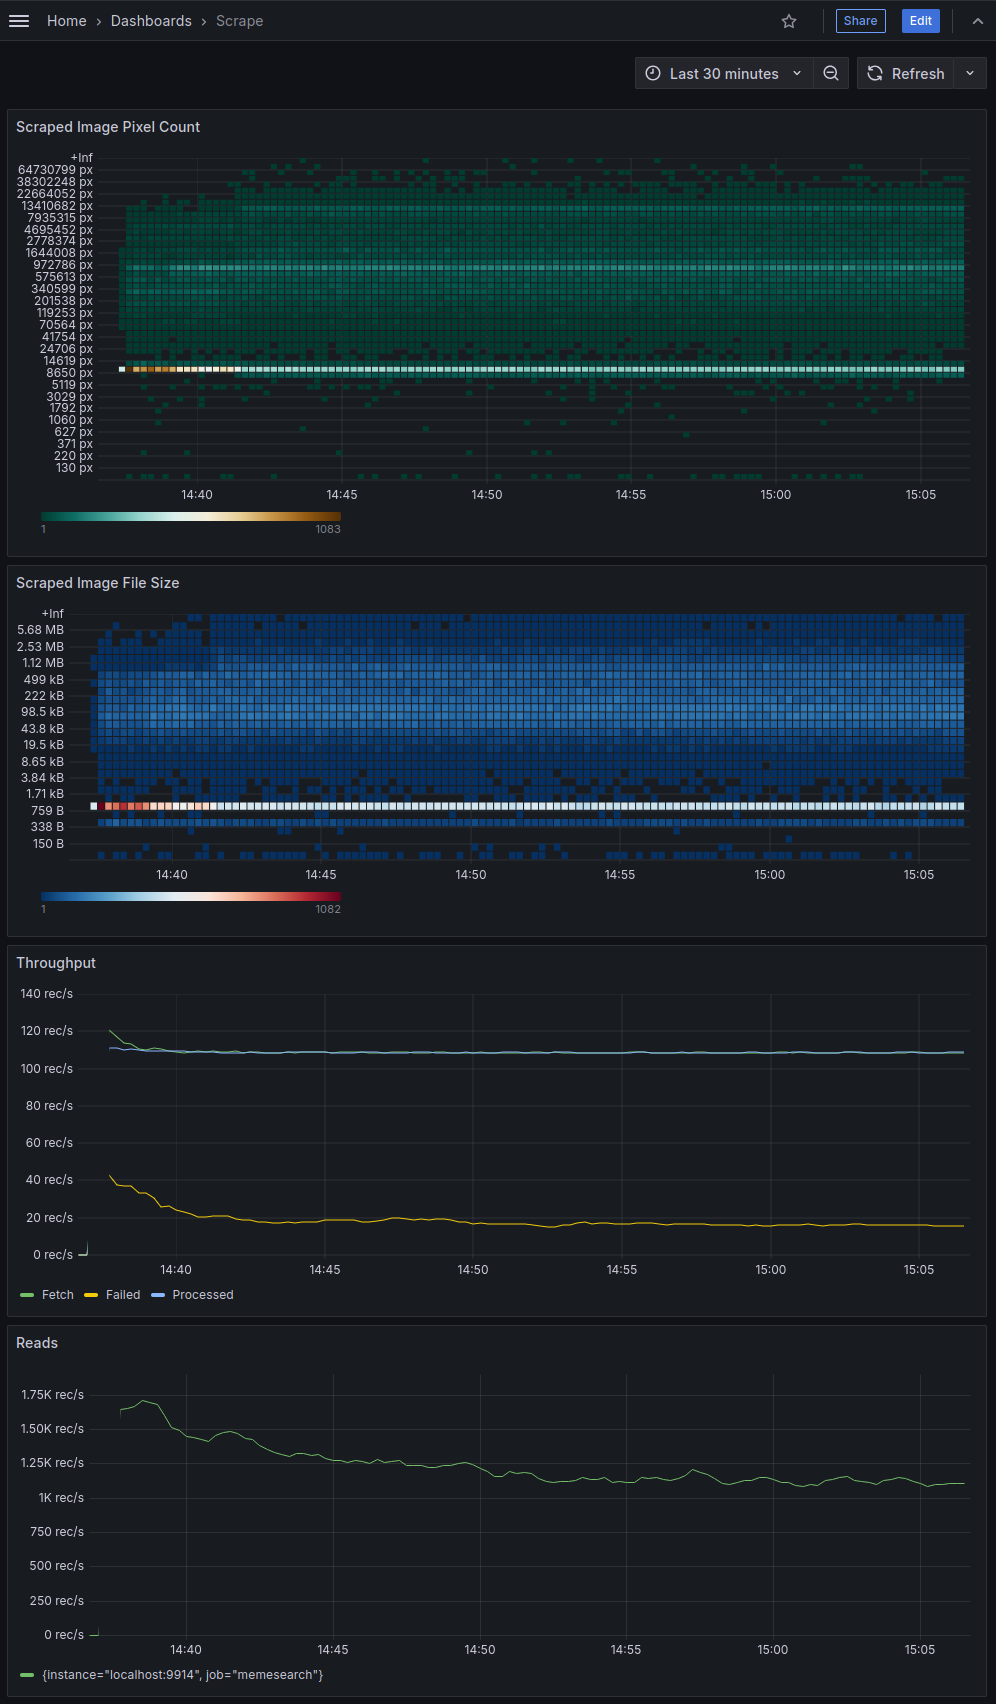 Home › Dashboards › Scrape
Share
Edit
Last 30 minutes
Refresh
Scraped Image Pixel Count
+Inf
64730799 px
38302248 px
22664052 px
13410682 px
7935315 px
4695452 px
2778374 px
1644008 px
972786 px
575613 px
340599 px
201538 px
119253 px
70564 px
41754 px
24706 px
14619 px
8650 px
5119 px
3029 px
1792 px
1060 px
627 px
371 px
220 px
130 px
14:40 14:45 14:50 14:55 15:00 15:05
1 1083
Scraped Image File Size
+Inf
5.68 MB
2.53 MB
1.12 MB
499 kB
222 kB
98.5 kB
43.8 kB
19.5 kB
8.65 kB
3.84 kB
1.71 kB
759 B
338 B
150 B
14:40 14:45 14:50 14:55 15:00 15:05
1 1082
Throughput
140 rec/s
120 rec/s
100 rec/s
80 rec/s
60 rec/s
40 rec/s
20 rec/s
0 rec/s
14:40 14:45 14:50 14:55 15:00 15:05
Fetch Failed Processed
Reads
1.75K rec/s
1.50K rec/s
1.25K rec/s
1K rec/s
750 rec/s
500 rec/s
250 rec/s
0 rec/s
14:40 14:45 14:50 14:55 15:00 15:05
{instance="localhost:9914", job="memesearch"}